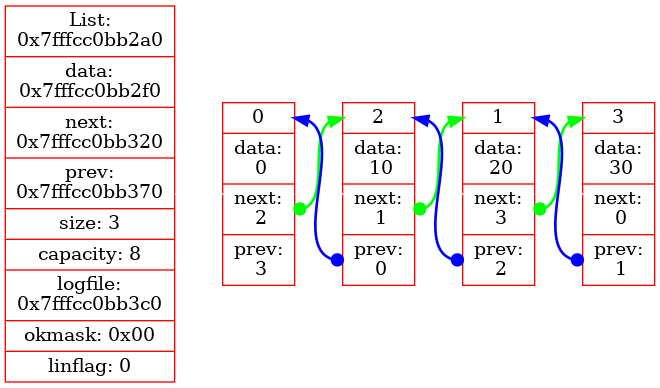 List:
0x7fffcc0bb2a0
data:
0x7fffcc0bb2f0
next:
0x7fffcc0bb320
prev:
0x7fffcc0bb370
size: 3
capacity: 8
logfile:
0x7fffcc0bb3c0
okmask: 0x00
linflag: 0
0
data:
0
next:
2
prev:
3
2
data:
10
next:
1
prev:
0
1
data:
20
next:
3
prev:
2
3
data:
30
next:
0
prev:
1